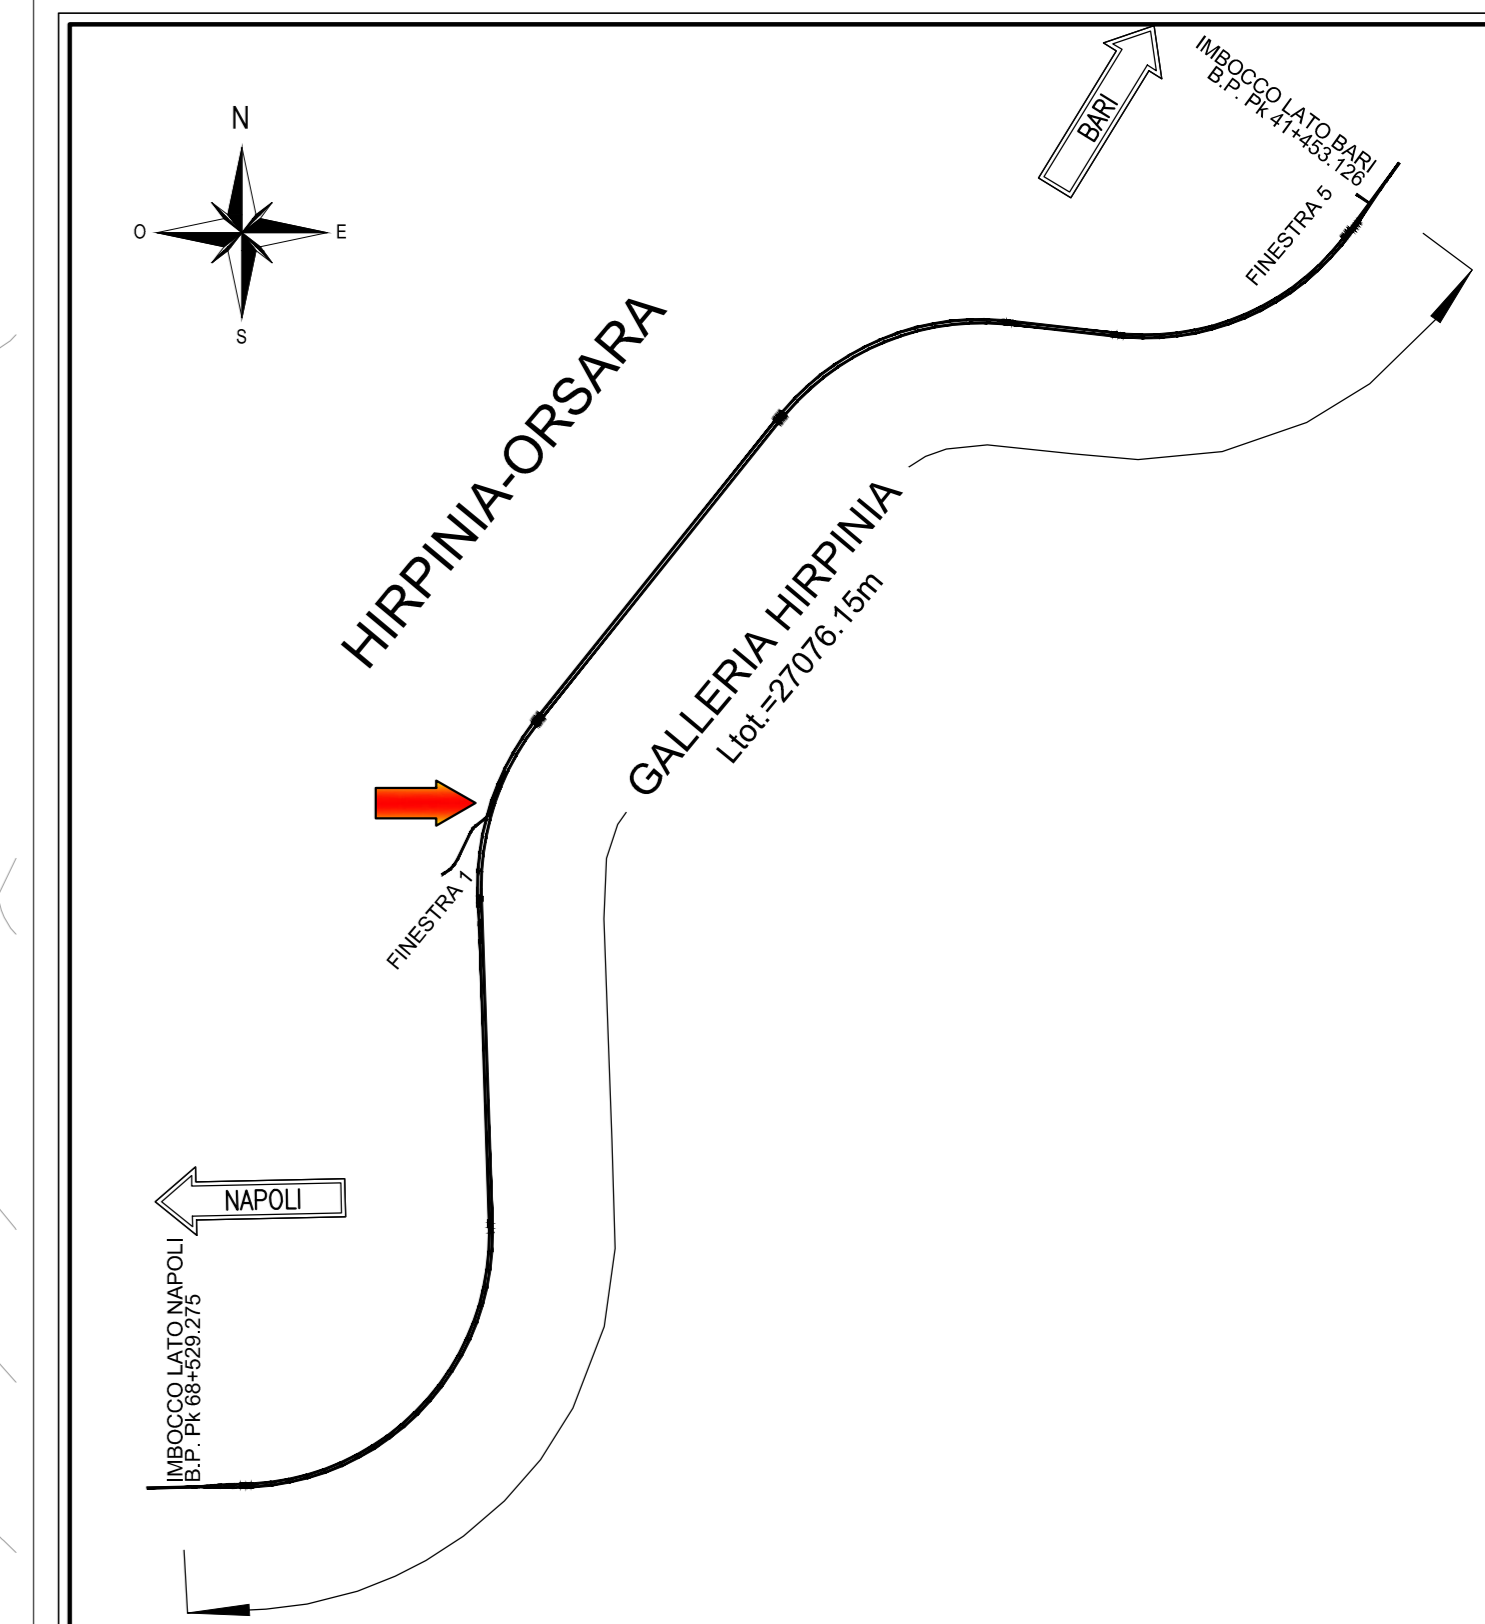 BARI
IMBOCCO LATO BARI
B.P. Pk 41+453.126
FINESTRA 5
N
O
E
S
HIRPINIA-ORSARA
GALLERIA HIRPINIA
Ltot.=27076.15m
FINESTRA 1
NAPOLI
IMBOCCO LATO NAPOLI
B.P. Pk 68+529.275